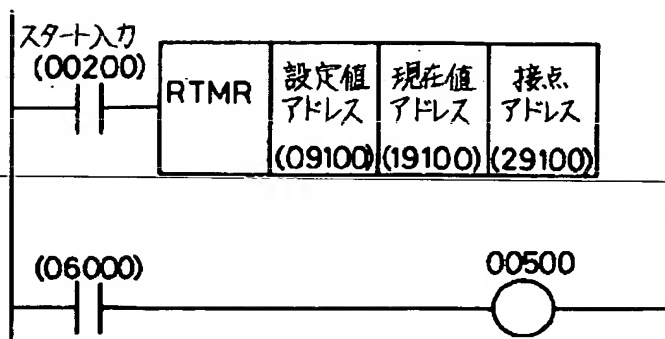 スタート入力
(00200)
RTMR
設定値
アドレス
(09100)
現在値
アドレス
(19100)
接点
アドレス
(29100)
(06000)
00500